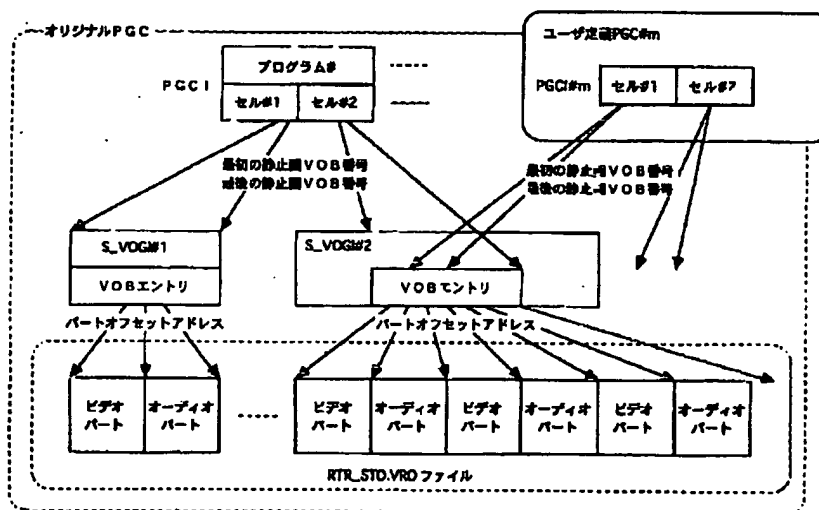 オリジナルPGC
ユーザ定義PGC#m
プログラム#
PGCI
セル#1
セル#2
PGCI#m
セル#1
セル#?
最初の静止画VOB番号
最後の静止画VOB番号
最初の静止画VOB番号
最後の静止画VOB番号
S_VOGI#1
S_VOGI#2
VOBエントリ
VOBエントリ
パートオフセットアドレス
パートオフセットアドレス
ビデオ
パート
オーディオ
パート
ビデオ
パート
オーディオ
パート
ビデオ
パート
オーディオ
パート
ビデオ
パート
オーディオ
パート
RTR_STO.VROファイル